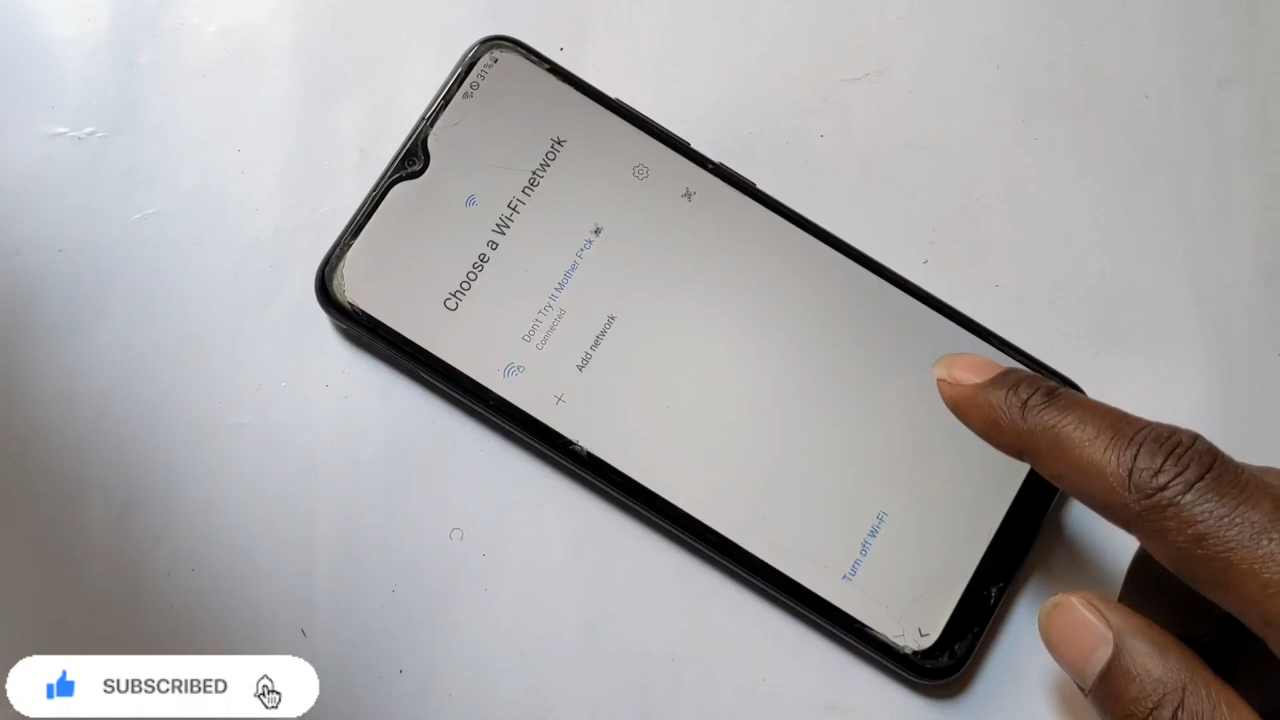 31%
Choose a Wi-Fi network
Don't Try It Mother F*ck
Connected
Add network
Turn off Wi-Fi
SUBSCRIBED